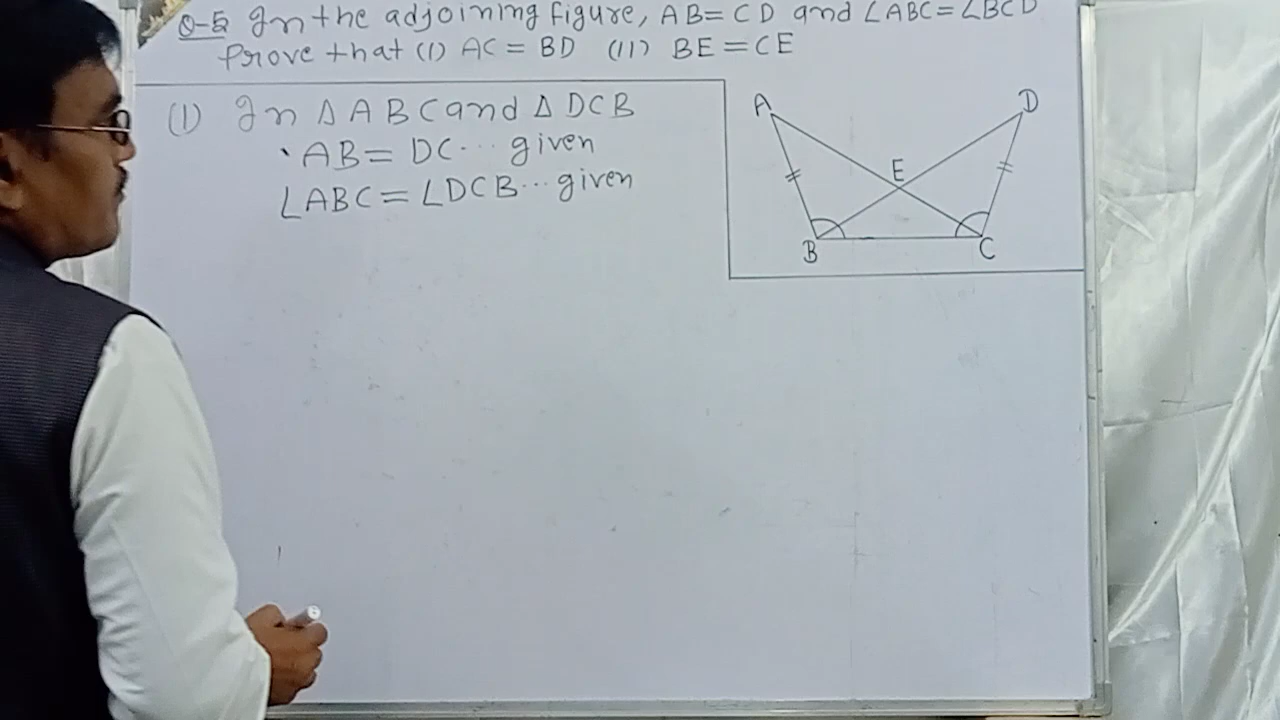 Q-5 In the adjoining figure, AB = CD and ∠ABC = ∠BCD
Prove that (I) AC = BD (II) BE = CE
(I) In △ABC and △DCB
AB = DC... given
∠ABC = ∠DCB... given
A
D
E
B
C